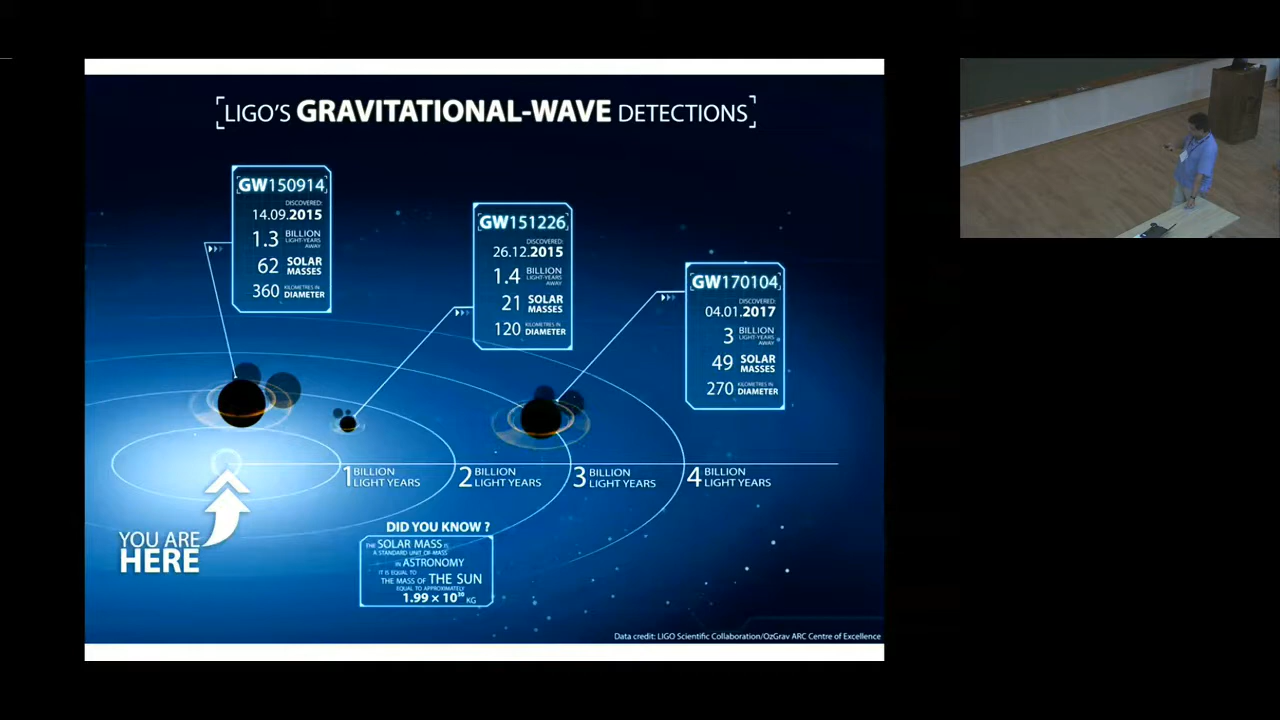 LIGO'S GRAVITATIONAL-WAVE DETECTIONS
GW150914
DISCOVERED:
14.09.2015
1.3 BILLION
LIGHT-YEARS
AWAY
62 SOLAR
MASSES
360 KILOMETRES IN
DIAMETER
GW151226
DISCOVERED:
26.12.2015
1.4 BILLION
LIGHT-YEARS
AWAY
21 SOLAR
MASSES
120 KILOMETRES IN
DIAMETER
GW170104
DISCOVERED:
04.01.2017
3 BILLION
LIGHT-YEARS
AWAY
49 SOLAR
MASSES
270 KILOMETRES IN
DIAMETER
1 BILLION
LIGHT YEARS
2 BILLION
LIGHT YEARS
3 BILLION
LIGHT YEARS
4 BILLION
LIGHT YEARS
YOU ARE
HERE
DID YOU KNOW ?
THE SOLAR MASS IS
A STANDARD UNIT-OF-MASS
IN ASTRONOMY
IT IS EQUAL TO
THE MASS OF THE SUN
EQUAL TO APPROXIMATELY
1.99 × 10³⁰ KG
Data credit: LIGO Scientific Collaboration/OzGrav ARC Centre of Excellence